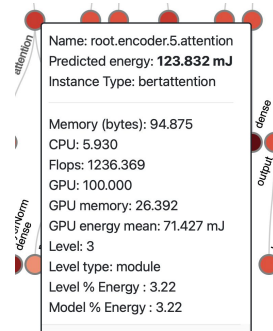 Name: root.encoder.5.attention
Predicted energy: 123.832 mJ
Instance Type: bertattention
Memory (bytes): 94.875
CPU: 5.930
Flops: 1236.369
GPU: 100.000
GPU memory: 26.392
GPU energy mean: 71.427 mJ
Level: 3
Level type: module
Level % Energy : 3.22
Model % Energy : 3.22
attention
dense
output
dense